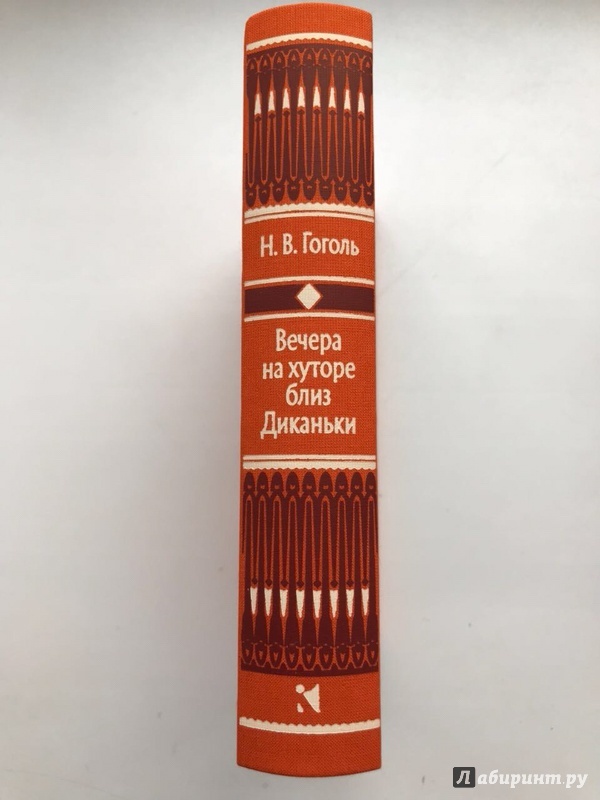 Н. В. Гоголь
Вечера
на хуторе
близ
Диканьки
Лабиринт.ру